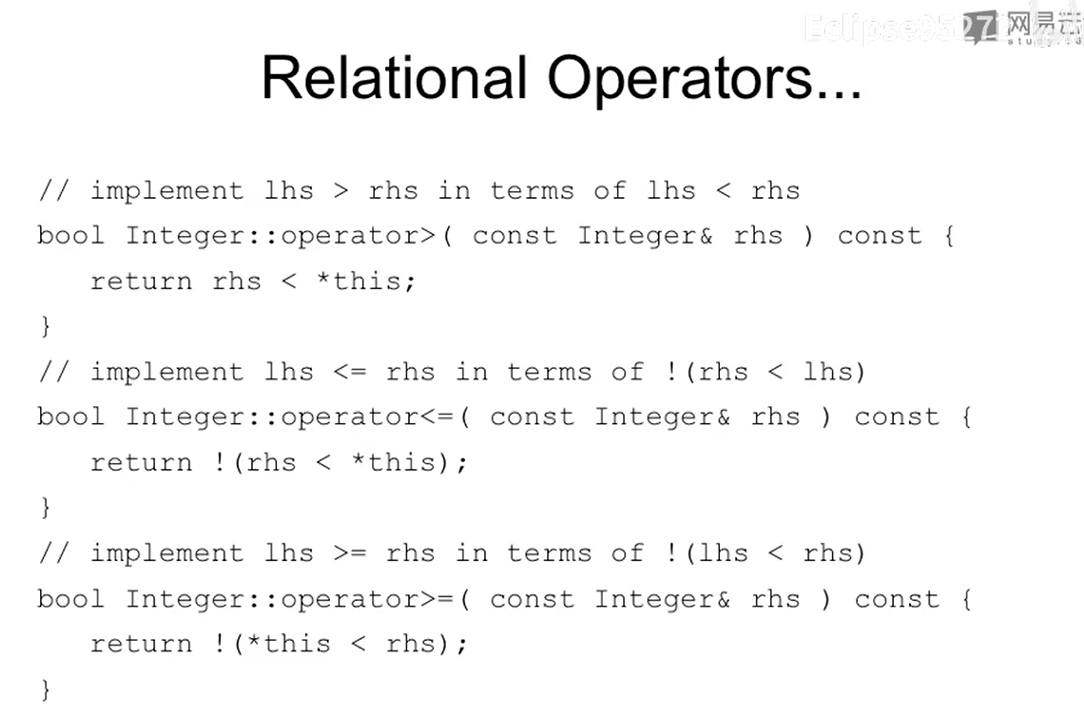 Eclipse9527
网易云
Relational Operators...
// implement lhs > rhs in terms of lhs < rhs
bool Integer::operator>( const Integer& rhs ) const {
return rhs < *this;
}
// implement lhs <= rhs in terms of !(rhs < lhs)
bool Integer::operator<=( const Integer& rhs ) const {
return !(rhs < *this);
}
// implement lhs >= rhs in terms of !(lhs < rhs)
bool Integer::operator>=( const Integer& rhs ) const {
return !(*this < rhs);
}